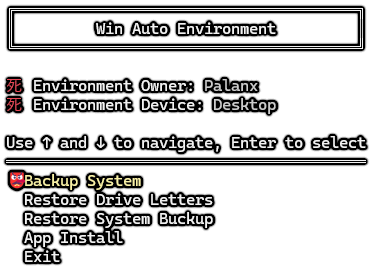 Win Auto Environment
死 Environment Owner: Palanx
死 Environment Device: Desktop
Use ↑ and ↓ to navigate, Enter to select
Backup System
Restore Drive Letters
Restore System Buckup
App Install
Exit